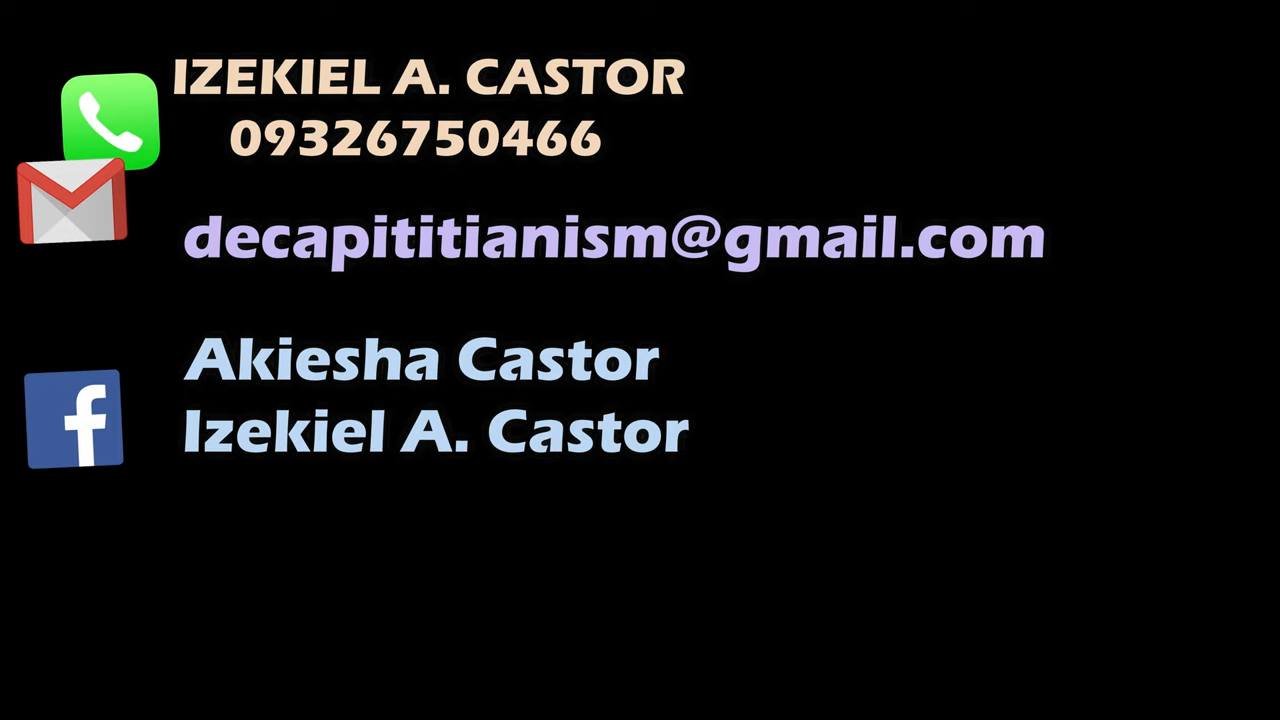 IZEKIEL A. CASTOR
09326750466
decapititianism@gmail.com
Akiesha Castor
Izekiel A. Castor